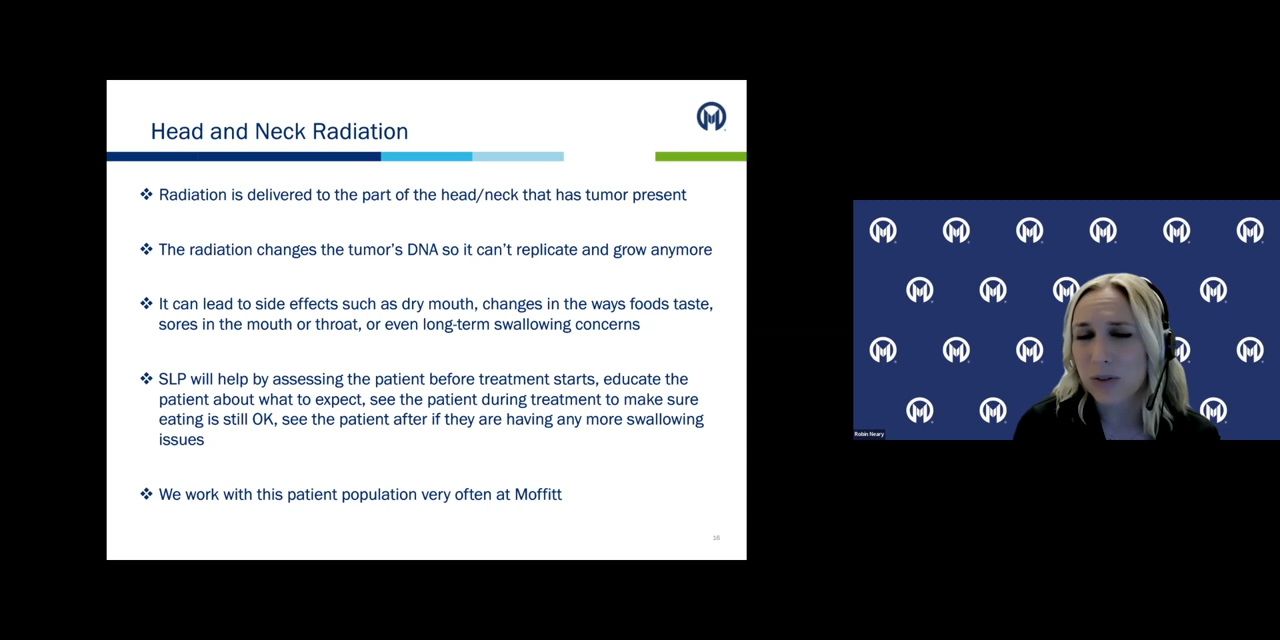 Head and Neck Radiation
❖ Radiation is delivered to the part of the head/neck that has tumor present
❖ The radiation changes the tumor's DNA so it can't replicate and grow anymore
❖ It can lead to side effects such as dry mouth, changes in the ways foods taste,
sores in the mouth or throat, or even long-term swallowing concerns
❖ SLP will help by assessing the patient before treatment starts, educate the
patient about what to expect, see the patient during treatment to make sure
eating is still OK, see the patient after if they are having any more swallowing
issues
❖ We work with this patient population very often at Moffitt
16
Robin Neary